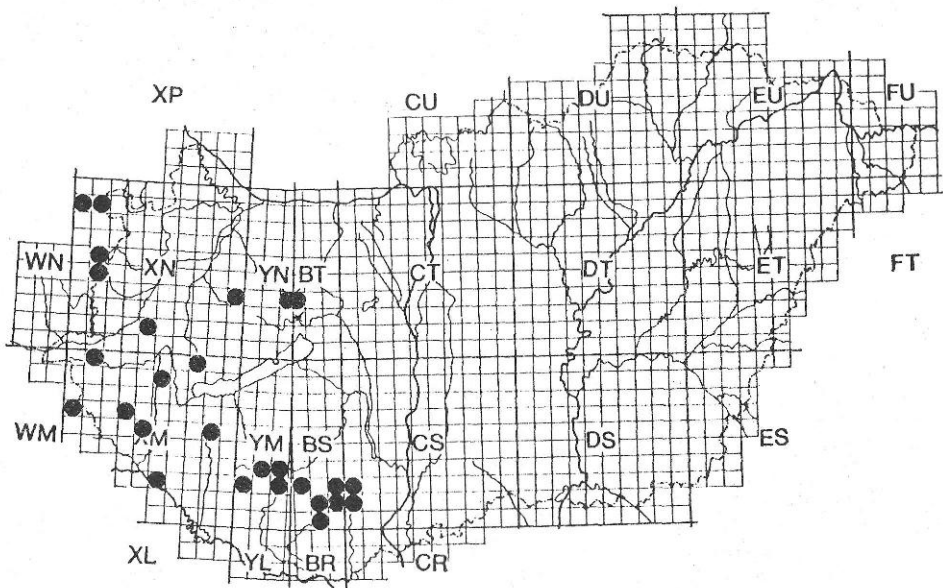 XP CU DU EU FU
WN XN YN BT CT DT ET FT
WM XM YM BS CS DS ES
XL YL BR CR